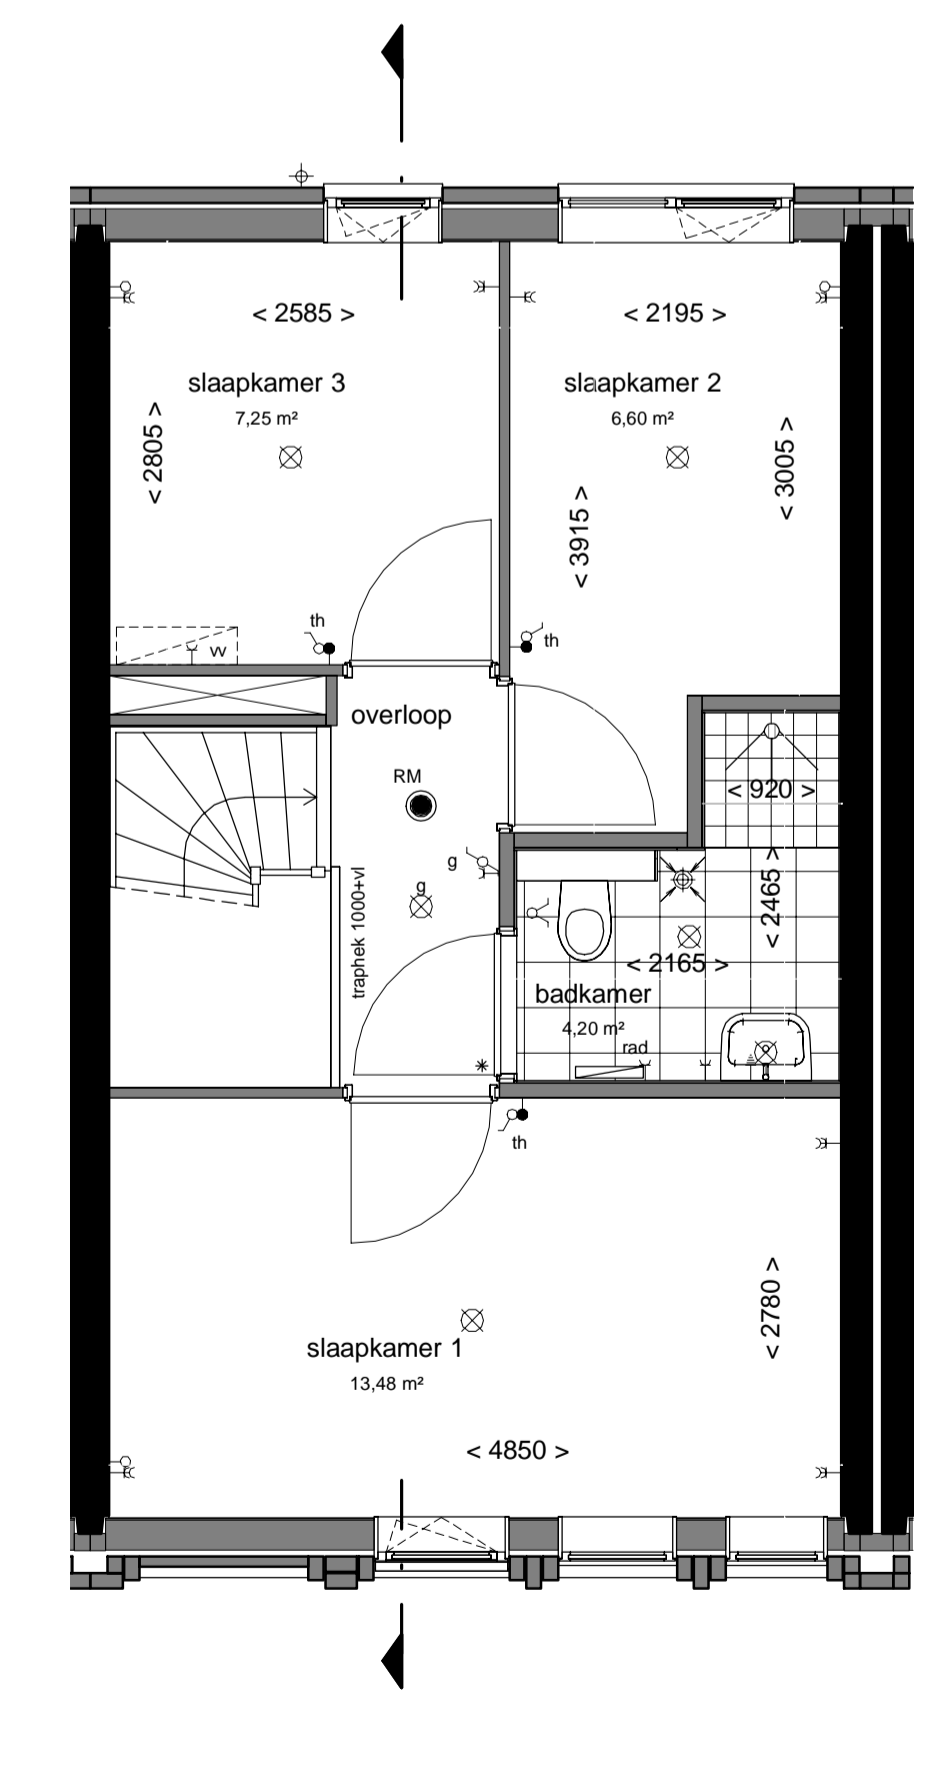 < 2585 >
< 2195 >
slaapkamer 3
7,25 m²
slaapkamer 2
6,60 m²
< 2805 >
< 3005 >
< 3915 >
th
th
vv
overloop
RM
< 920 >
g
g
traphek 1000+vl
< 2465 >
< 2165 >
badkamer
4,20 m²
rad
*
th
< 2780 >
slaapkamer 1
13,48 m²
< 4850 >